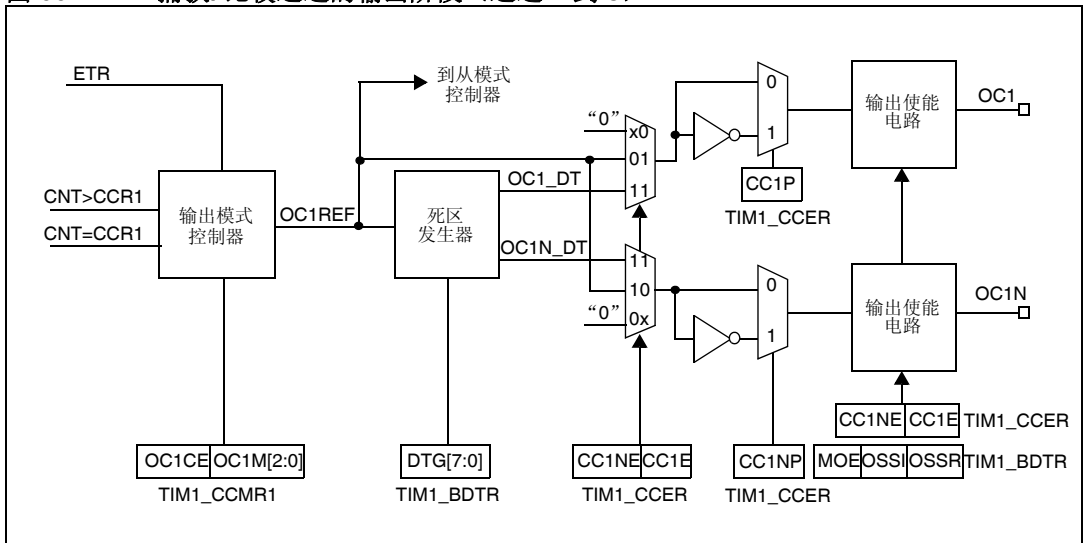 ETR
到从模式
控制器
"0"
x0
01
11
OC1_DT
0
1
CC1P
TIM1_CCER
输出使能
电路
OC1
CNT>CCR1
CNT=CCR1
输出模式
控制器
OC1REF
死区
发生器
OC1N_DT
11
10
0x
"0"
0
1
输出使能
电路
OC1N
OC1CE OC1M[2:0]
TIM1_CCMR1
DTG[7:0]
TIM1_BDTR
CC1NE CC1E
TIM1_CCER
CC1NP
TIM1_CCER
CC1NE CC1E TIM1_CCER
MOE OSSI OSSR TIM1_BDTR